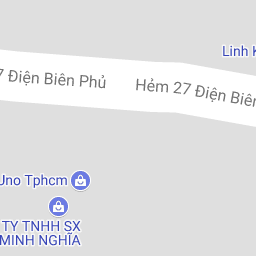 Linh K
7 Điện Biên Phủ
Hẻm 27 Điện Biên
Uno Tphcm
TY TNHH SX
MINH NGHĨA